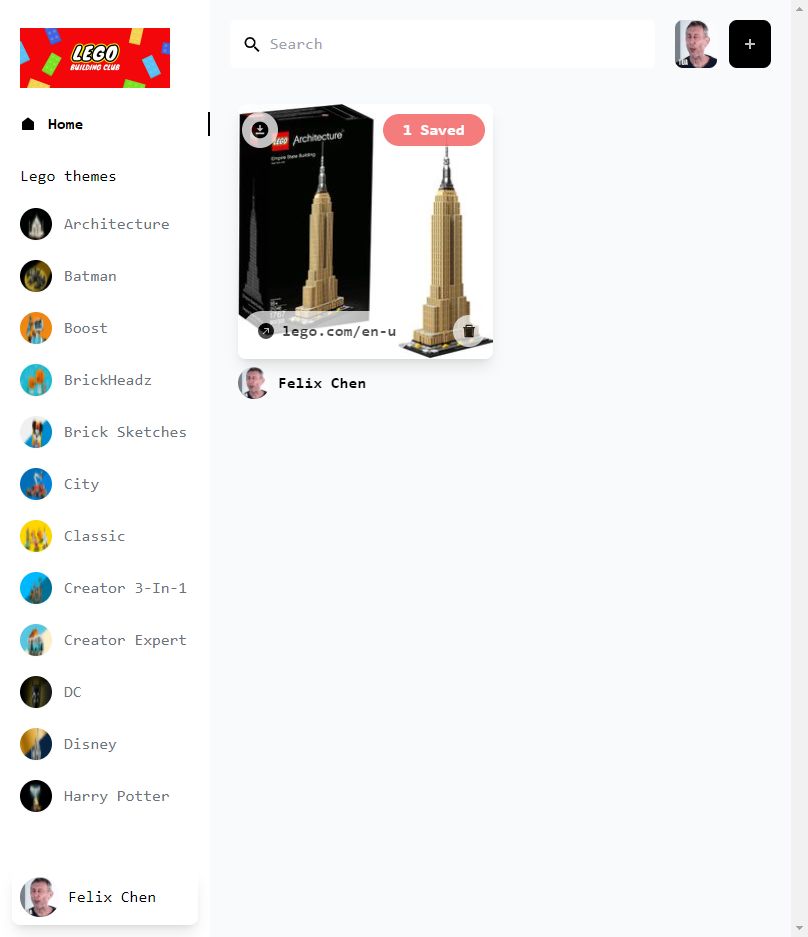 LEGO
BUILDING CLUB
Home
Lego themes
Architecture
Batman
Boost
BrickHeadz
Brick Sketches
City
Classic
Creator 3-In-1
Creator Expert
DC
Disney
Harry Potter
Felix Chen
Search
+
1 Saved
LEGO Architecture
Empire State Building
lego.com/en-u
Felix Chen